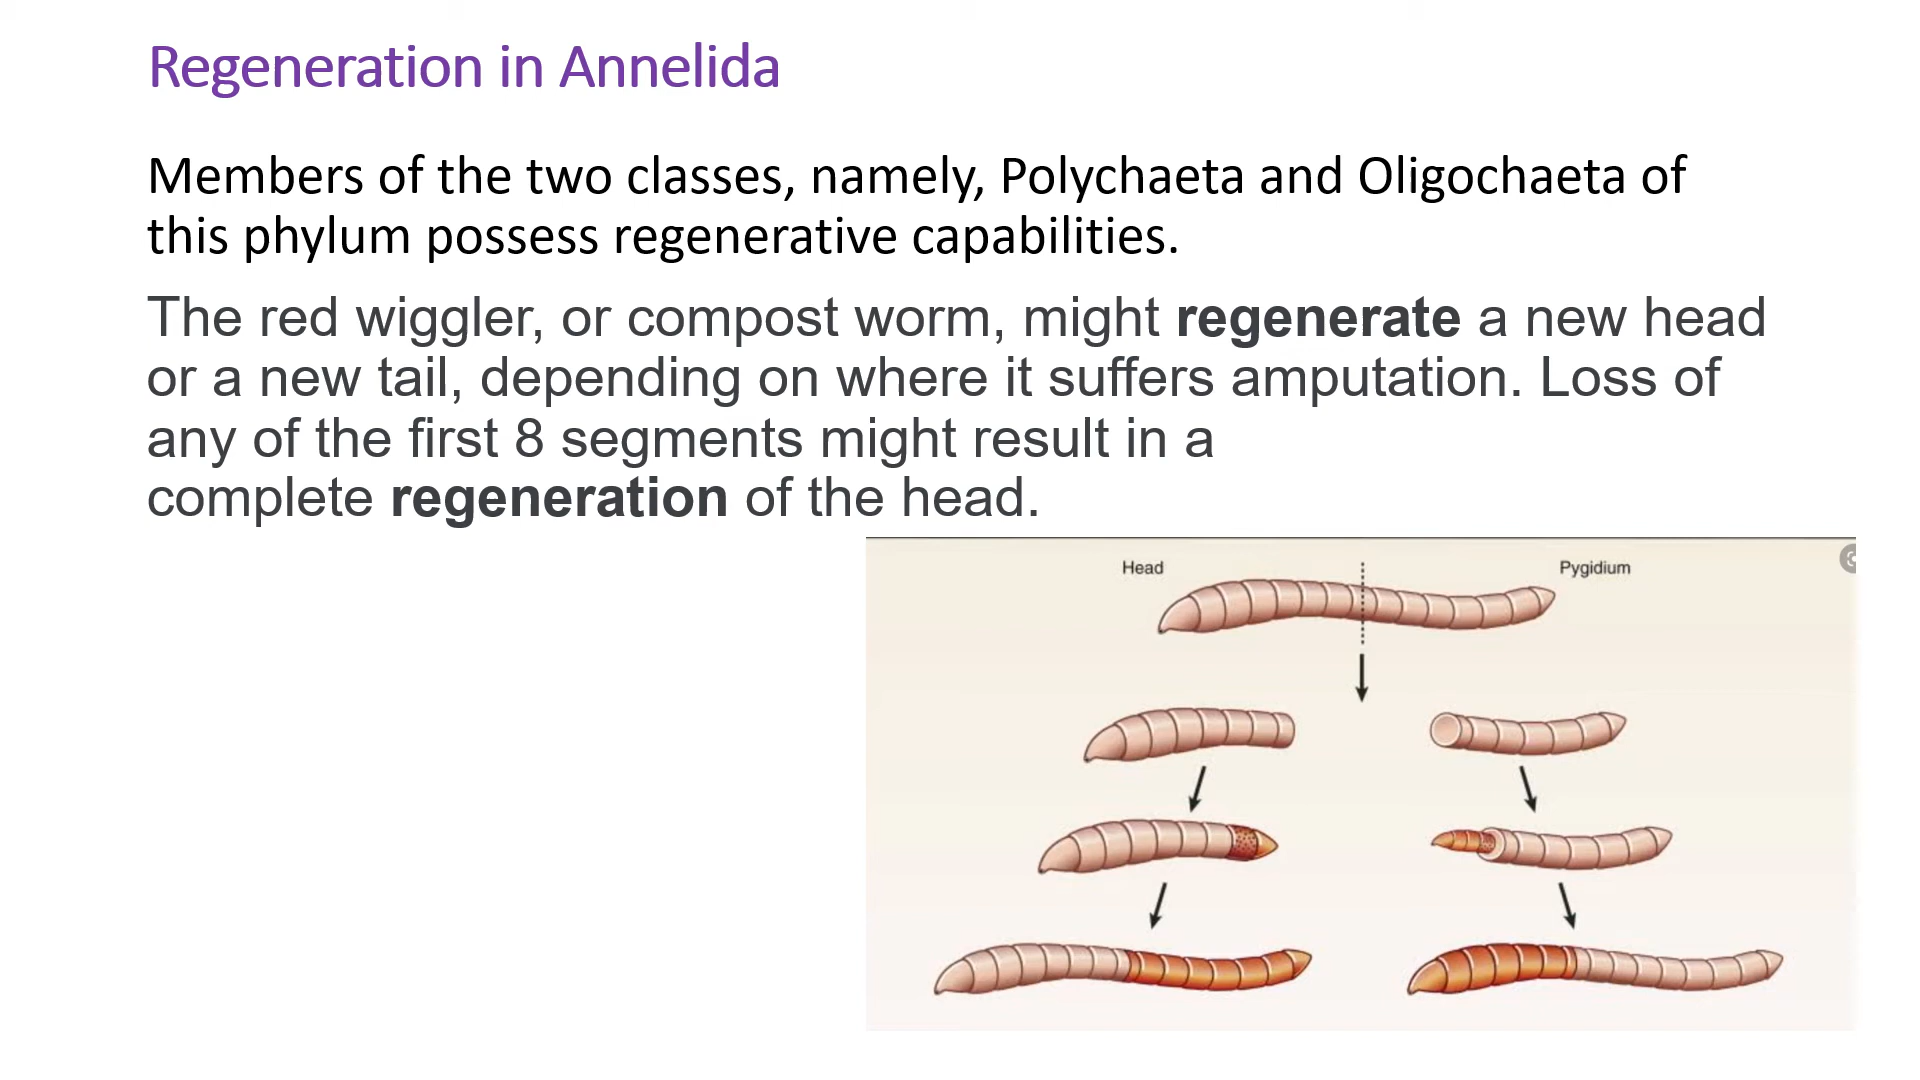 Regeneration in Annelida
Members of the two classes, namely, Polychaeta and Oligochaeta of
this phylum possess regenerative capabilities.
The red wiggler, or compost worm, might regenerate a new head
or a new tail, depending on where it suffers amputation. Loss of
any of the first 8 segments might result in a
complete regeneration of the head.
Head
Pygidium